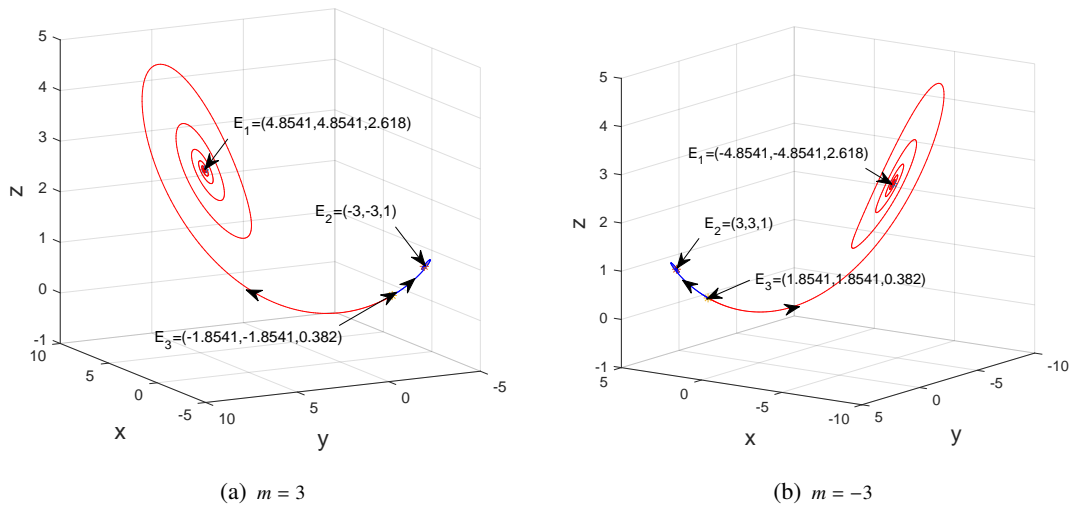 5
4
3
2
1
0
-1
z
10
5
0
-5
x
10
5
0
-5
y
E1=(4.8541,4.8541,2.618)
E2=(-3,-3,1)
E3=(-1.8541,-1.8541,0.382)
(a) m = 3
5
4
3
2
1
0
-1
z
5
0
-5
-10
x
5
0
-5
-10
y
E1=(-4.8541,-4.8541,2.618)
E2=(3,3,1)
E3=(1.8541,1.8541,0.382)
(b) m = −3